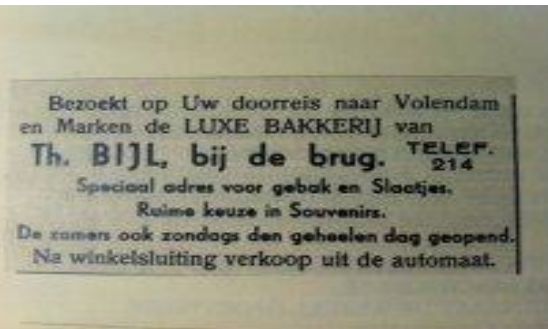 Bezoekt op Uw doorreis naar Volendam
en Marken de LUXE BAKKERIJ van
Th. BIJL, bij de brug. TELEF. 214
Speciaal adres voor gebak en Slaatjes.
Ruime keuze in Souvenirs.
De zomers ook zondags den geheelen dag geopend.
Na winkelsluiting verkoop uit de automaat.